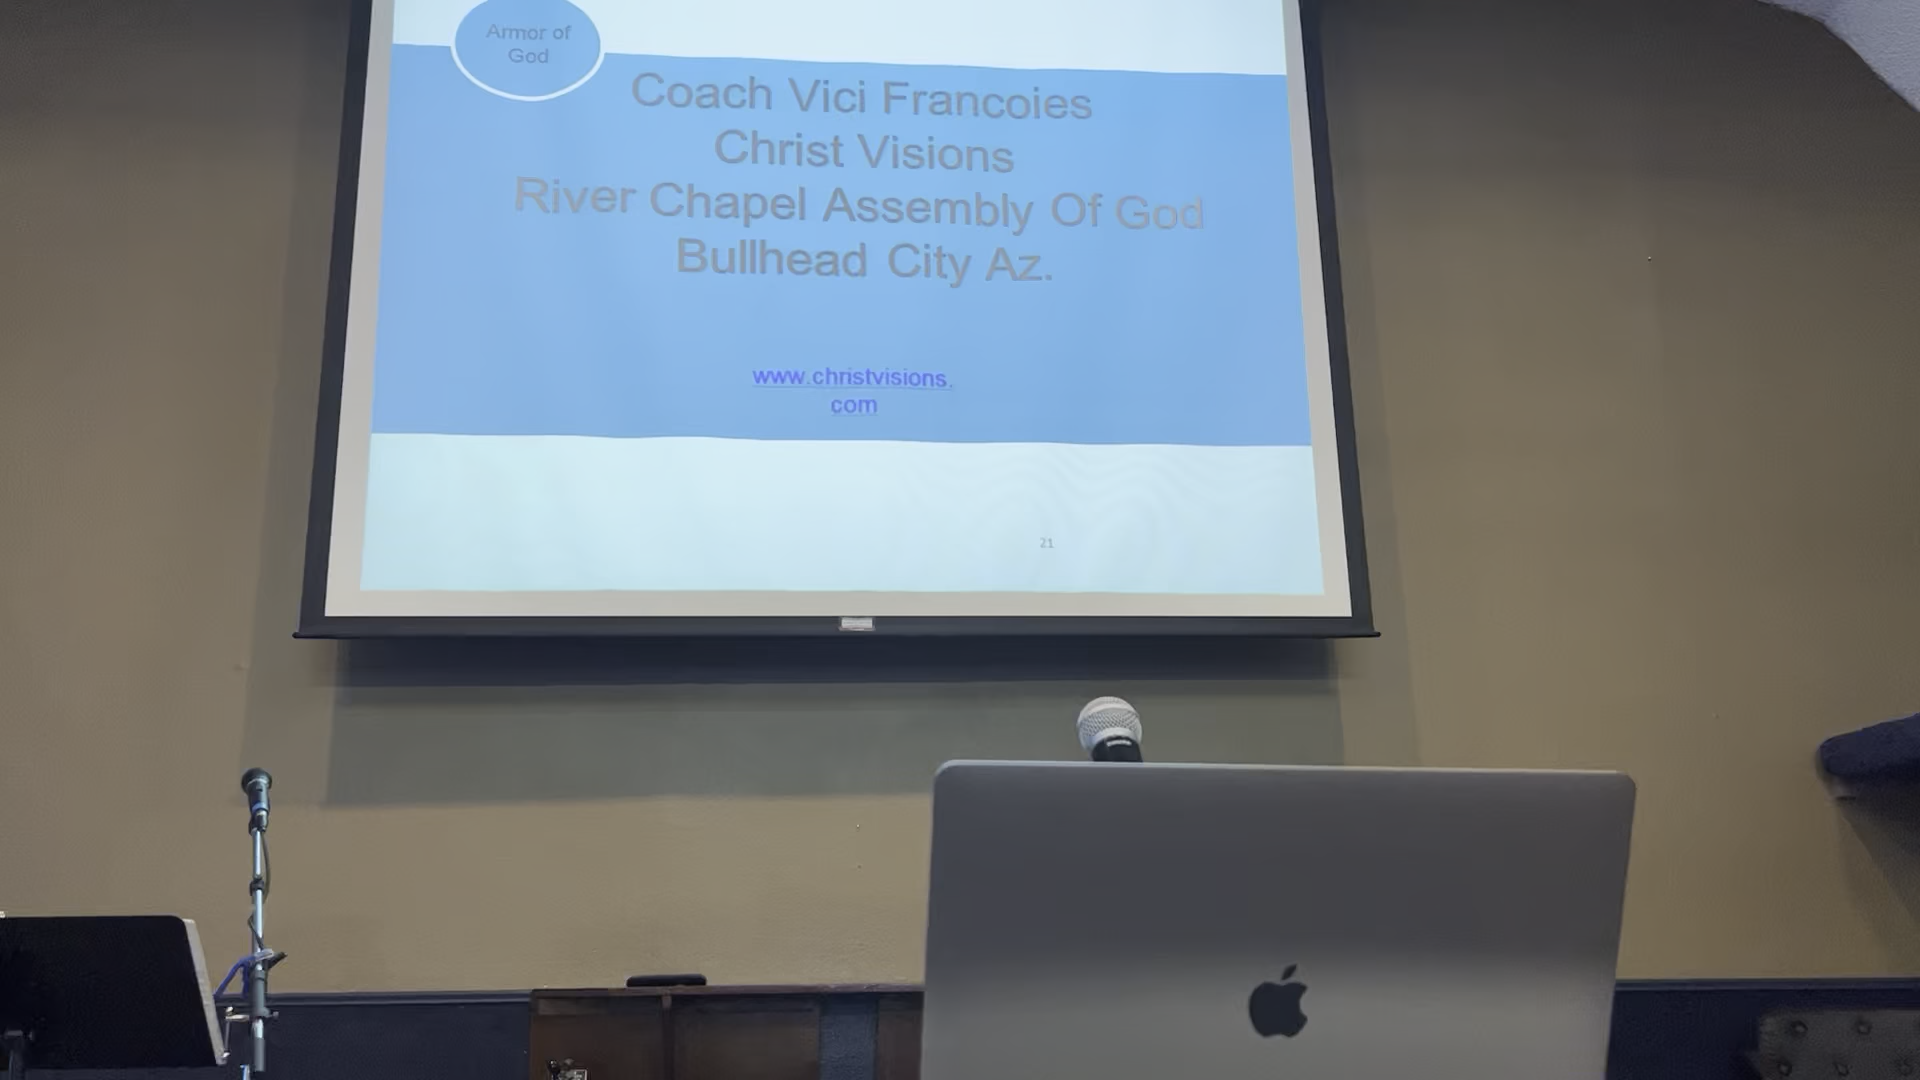 Armor of
God
Coach Vici Francoies
Christ Visions
River Chapel Assembly Of God
Bullhead City Az.
www.christvisions.
com
21